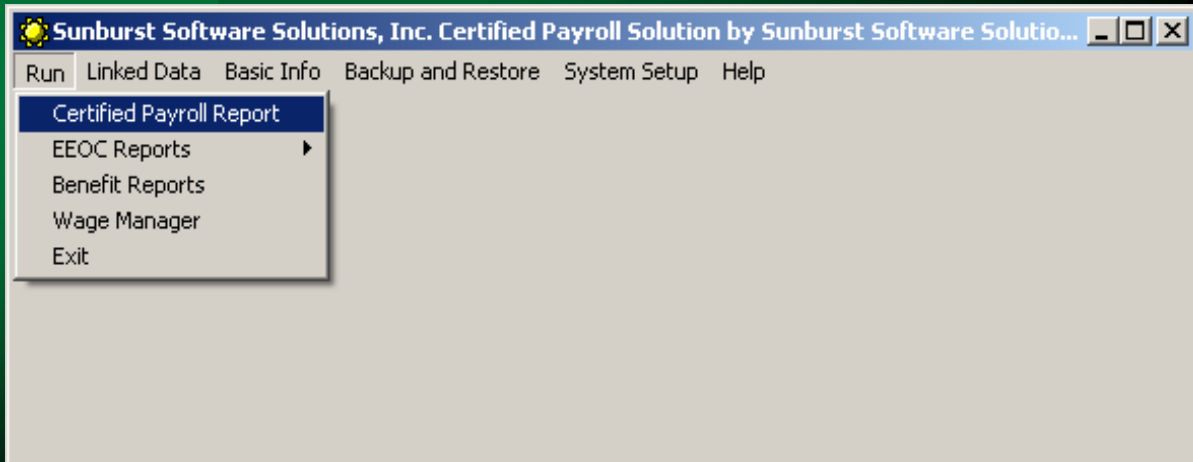 Sunburst Software Solutions, Inc. Certified Payroll Solution by Sunburst Software Solutio...
Run Linked Data Basic Info Backup and Restore System Setup Help
Certified Payroll Report
EEOC Reports
Benefit Reports
Wage Manager
Exit